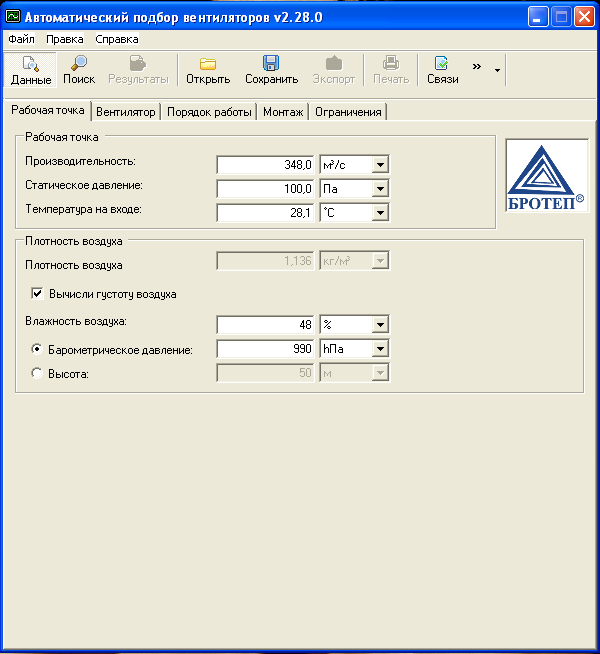 Автоматический подбор вентиляторов v2.28.0
Файл Правка Справка
Данные Поиск Результаты Открыть Сохранить Экспорт Печать Связи »
Рабочая точка Вентилятор Порядок работы Монтаж Ограничения
Рабочая точка
Производительность: 348,0 м³/с
Статическое давление: 100,0 Па
Температура на входе: 28,1 °C
БРОТЕП®
Плотность воздуха
Плотность воздуха 1,136 кг/м³
Вычисли густоту воздуха
Влажность воздуха: 48 %
Барометрическое давление: 990 hПа
Высота: 50 м